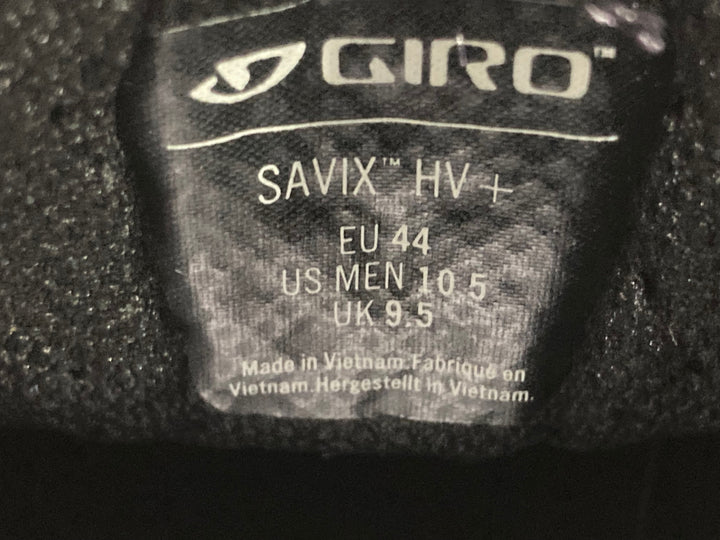 GIRO™
SAVIX™ HV +
EU 44
US MEN 10 5
UK 9.5
Made in Vietnam.Fabriqué en
Vietnam.Hergestellt in Vietnam.